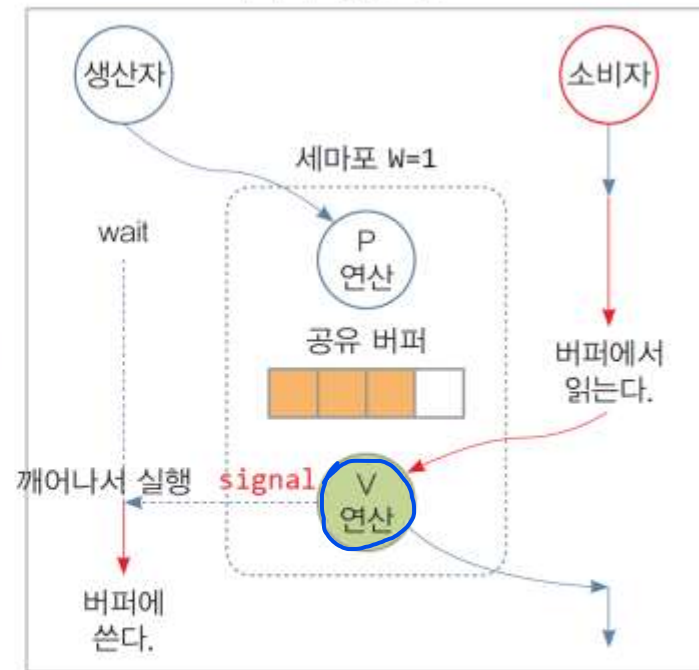 생산자
소비자
세마포 W=1
wait
P
연산
공유 버퍼
버퍼에서
읽는다.
깨어나서 실행
signal
V
연산
버퍼에
쓴다.